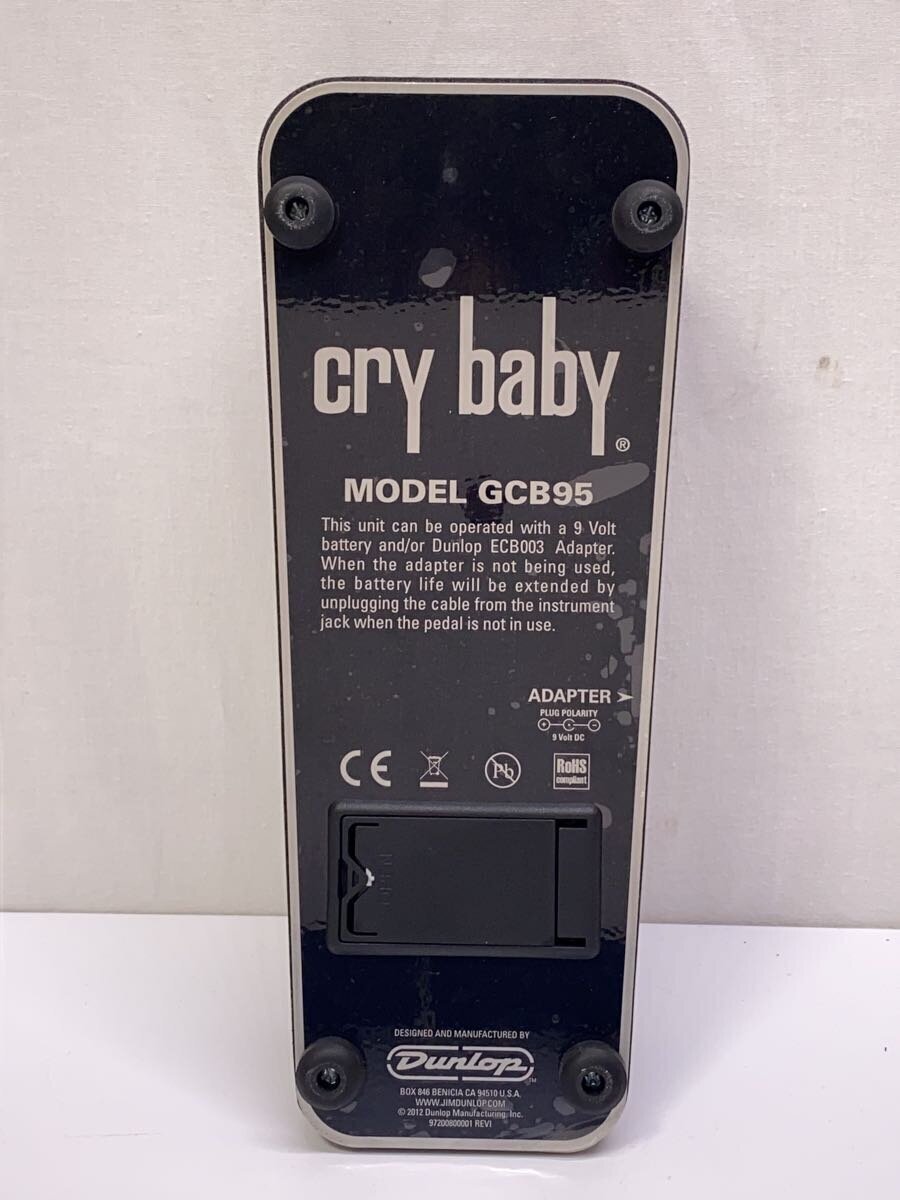 cry baby®
MODEL GCB95
This unit can be operated with a 9 Volt
battery and/or Dunlop ECB003 Adapter.
When the adapter is not being used,
the battery life will be extended by
unplugging the cable from the instrument
jack when the pedal is not in use.
ADAPTER
PLUG POLARITY
+ C -
9 Volt DC
CE Pb RoHS
compliant
OPEN
DESIGNED AND MANUFACTURED BY
Dunlop™
BOX 846 BENICIA CA 94510 U.S.A.
WWW.JIMDUNLOP.COM
© 2012 Dunlop Manufacturing, Inc.
97200800001 REVI